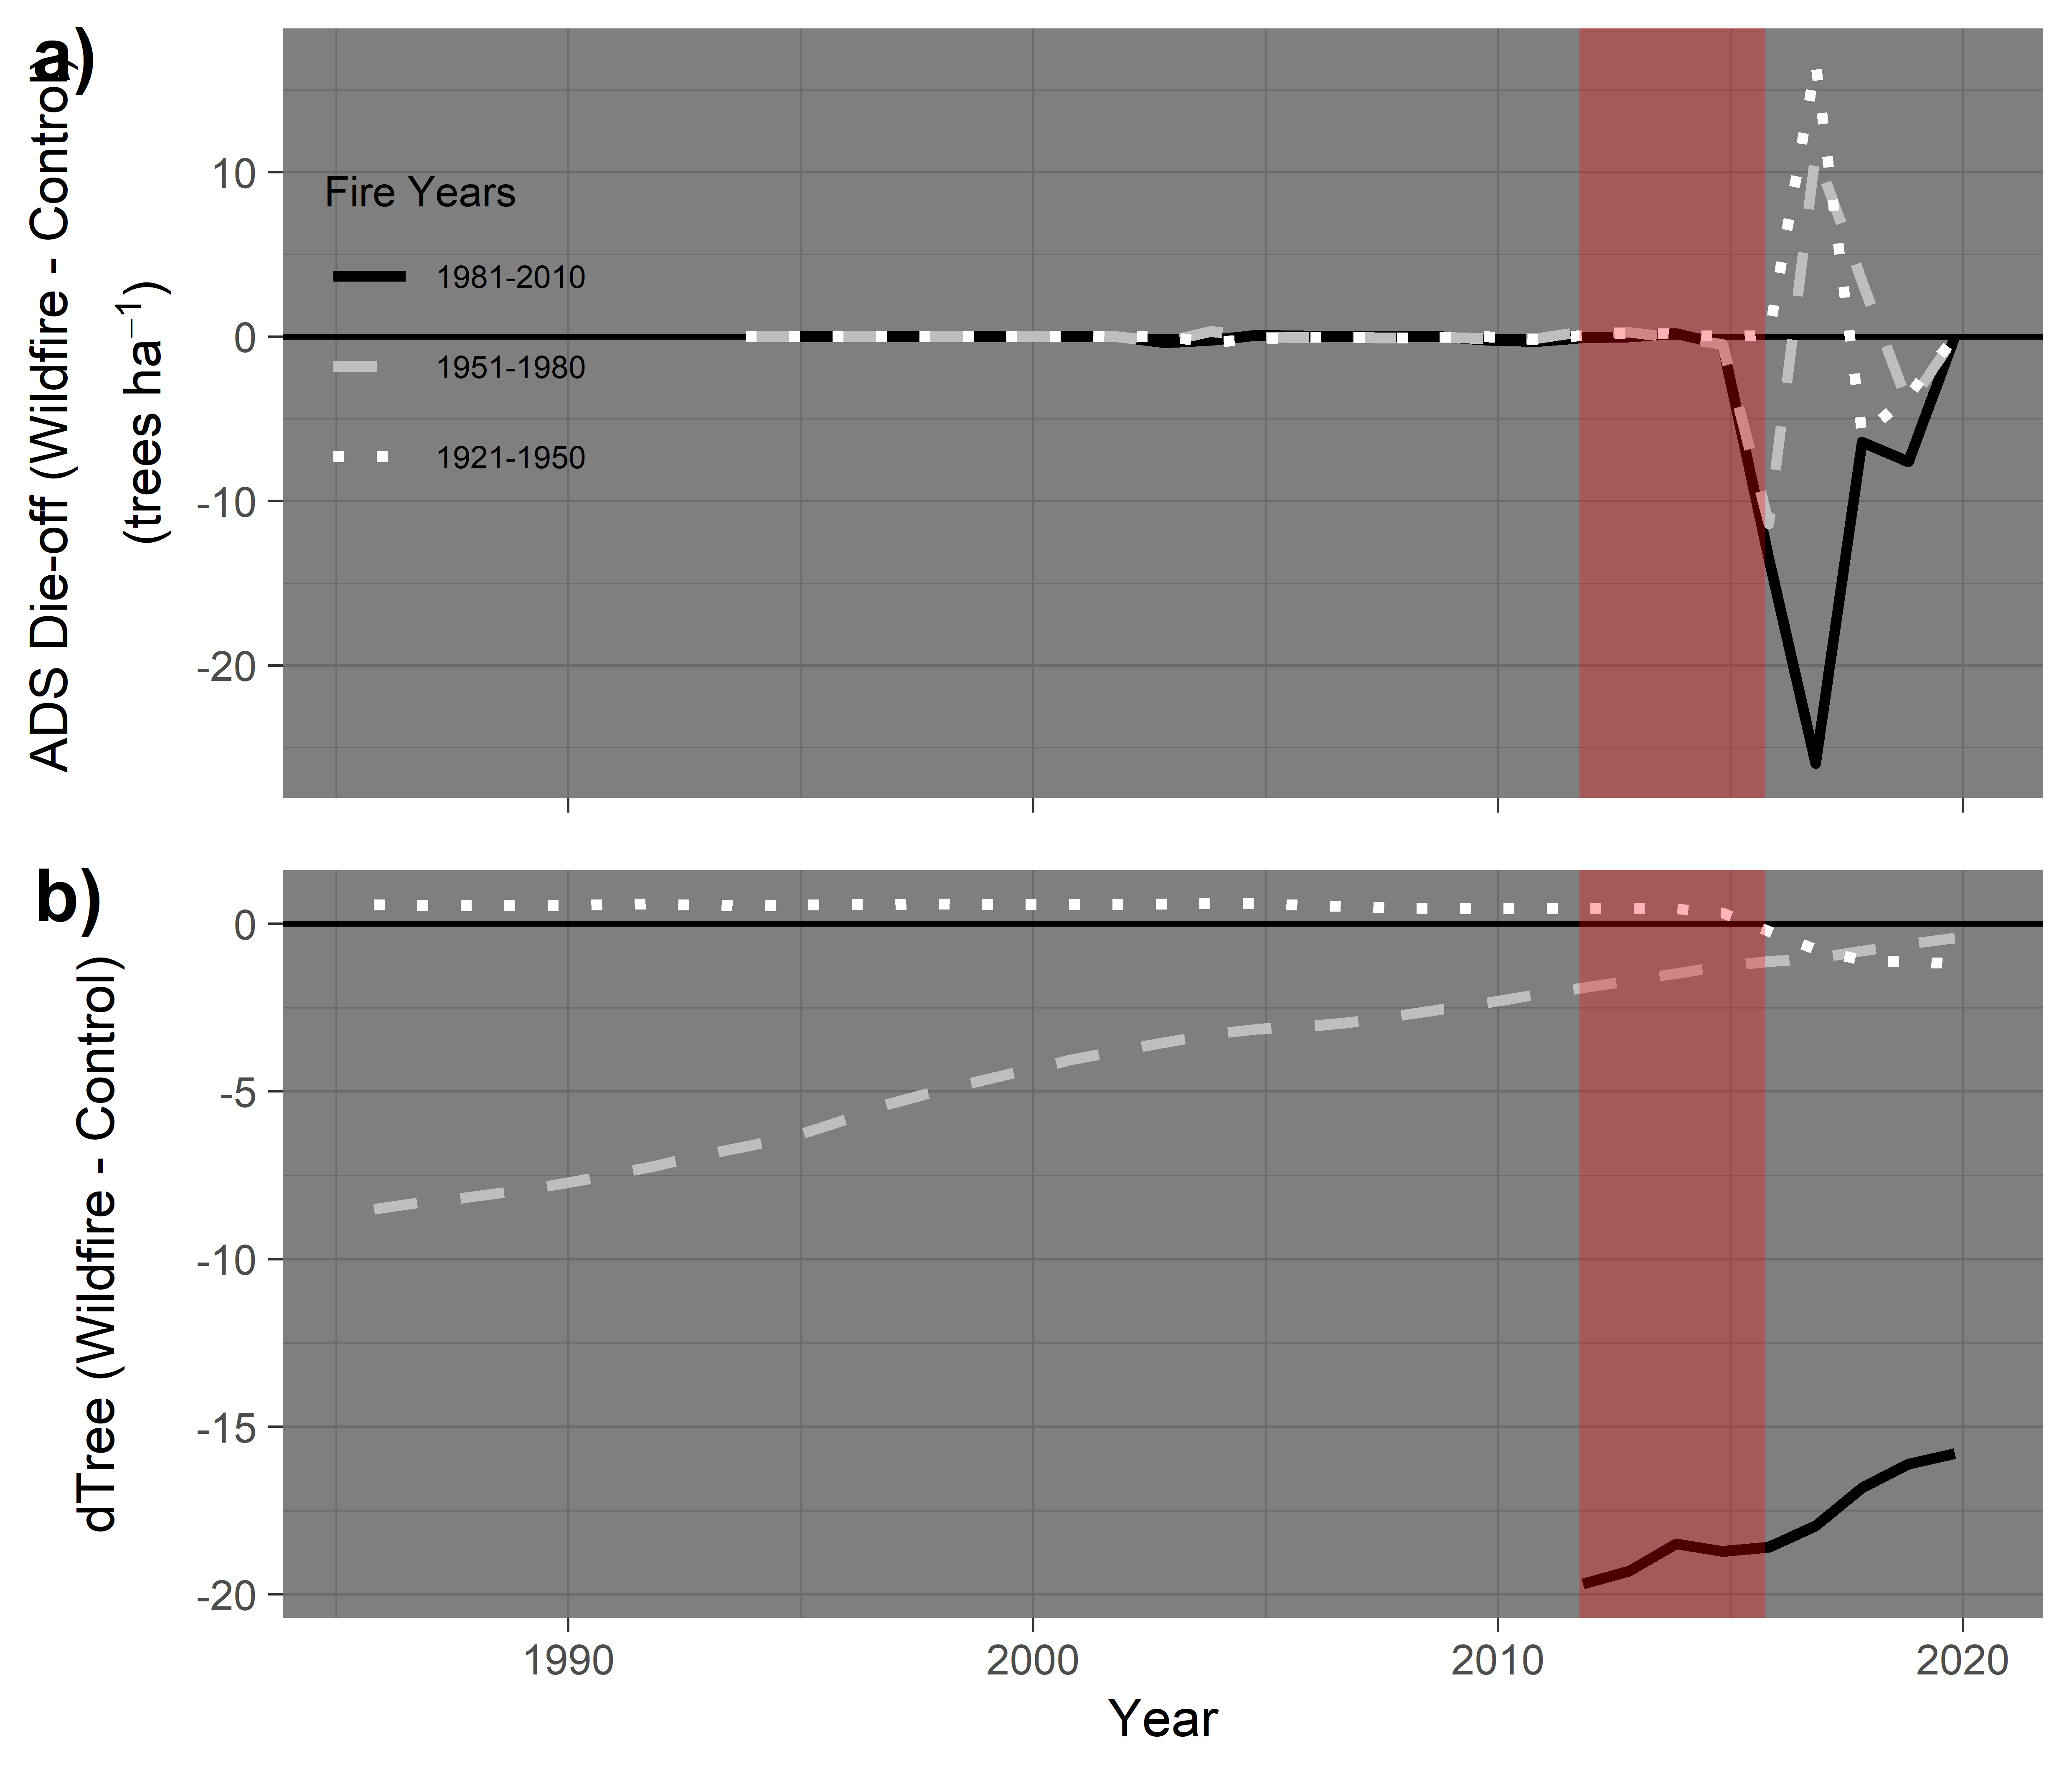 a)
ADS Die-off (Wildfire - Control)
(trees ha⁻¹)
10
0
-10
-20
Fire Years
1981-2010
1951-1980
1921-1950
b)
dTree (Wildfire - Control)
0
-5
-10
-15
-20
1990
2000
2010
2020
Year